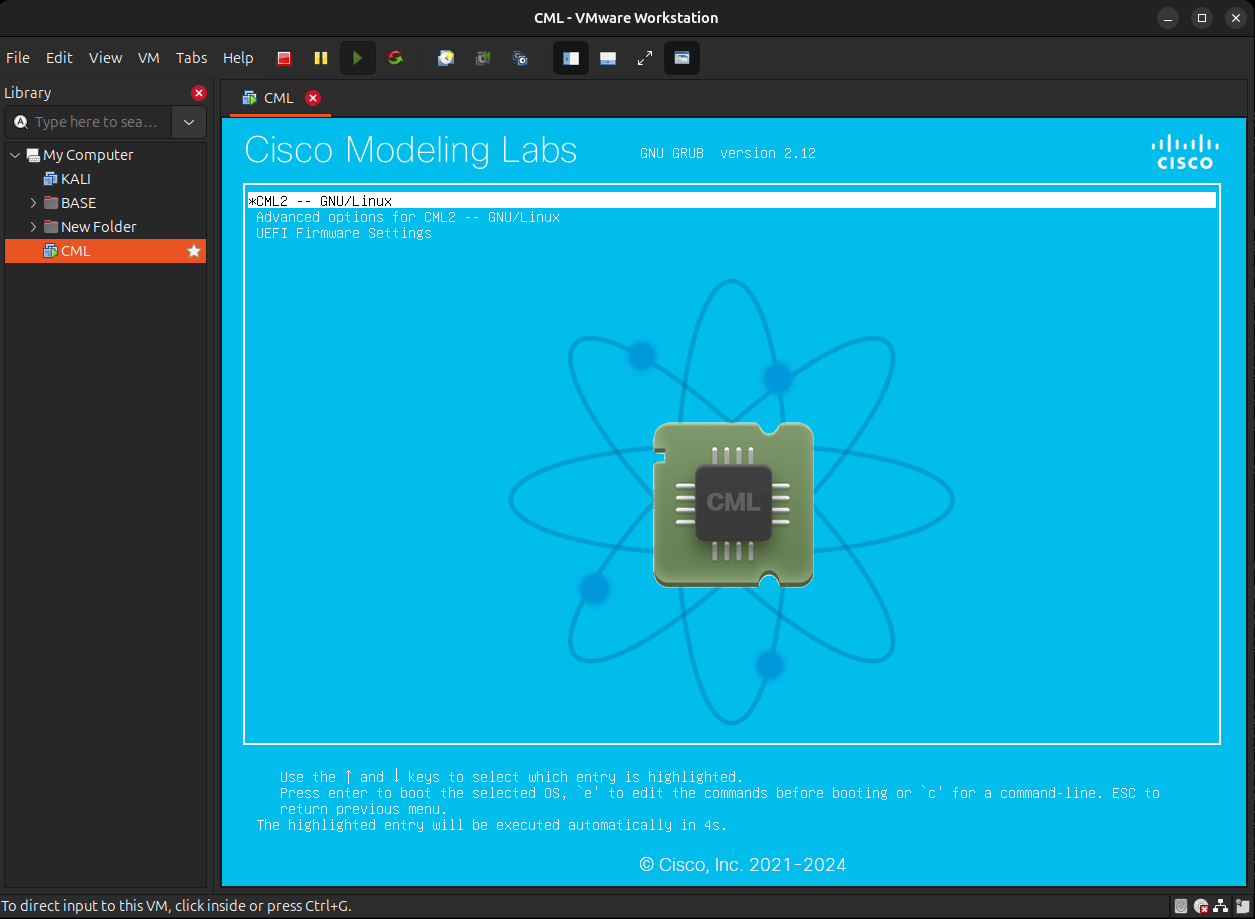 CML - VMware Workstation
File Edit View VM Tabs Help
Library
Type here to sea...
My Computer
KALI
BASE
New Folder
CML
CML
Cisco Modeling Labs
GNU GRUB version 2.12
CISCO
*CML2 -- GNU/Linux
Advanced options for CML2 -- GNU/Linux
UEFI Firmware Settings
CML
Use the ↑ and ↓ keys to select which entry is highlighted.
Press enter to boot the selected OS, `e' to edit the commands before booting or `c' for a command-line. ESC to
return previous menu.
The highlighted entry will be executed automatically in 4s.
© Cisco, Inc. 2021-2024
To direct input to this VM, click inside or press Ctrl+G.